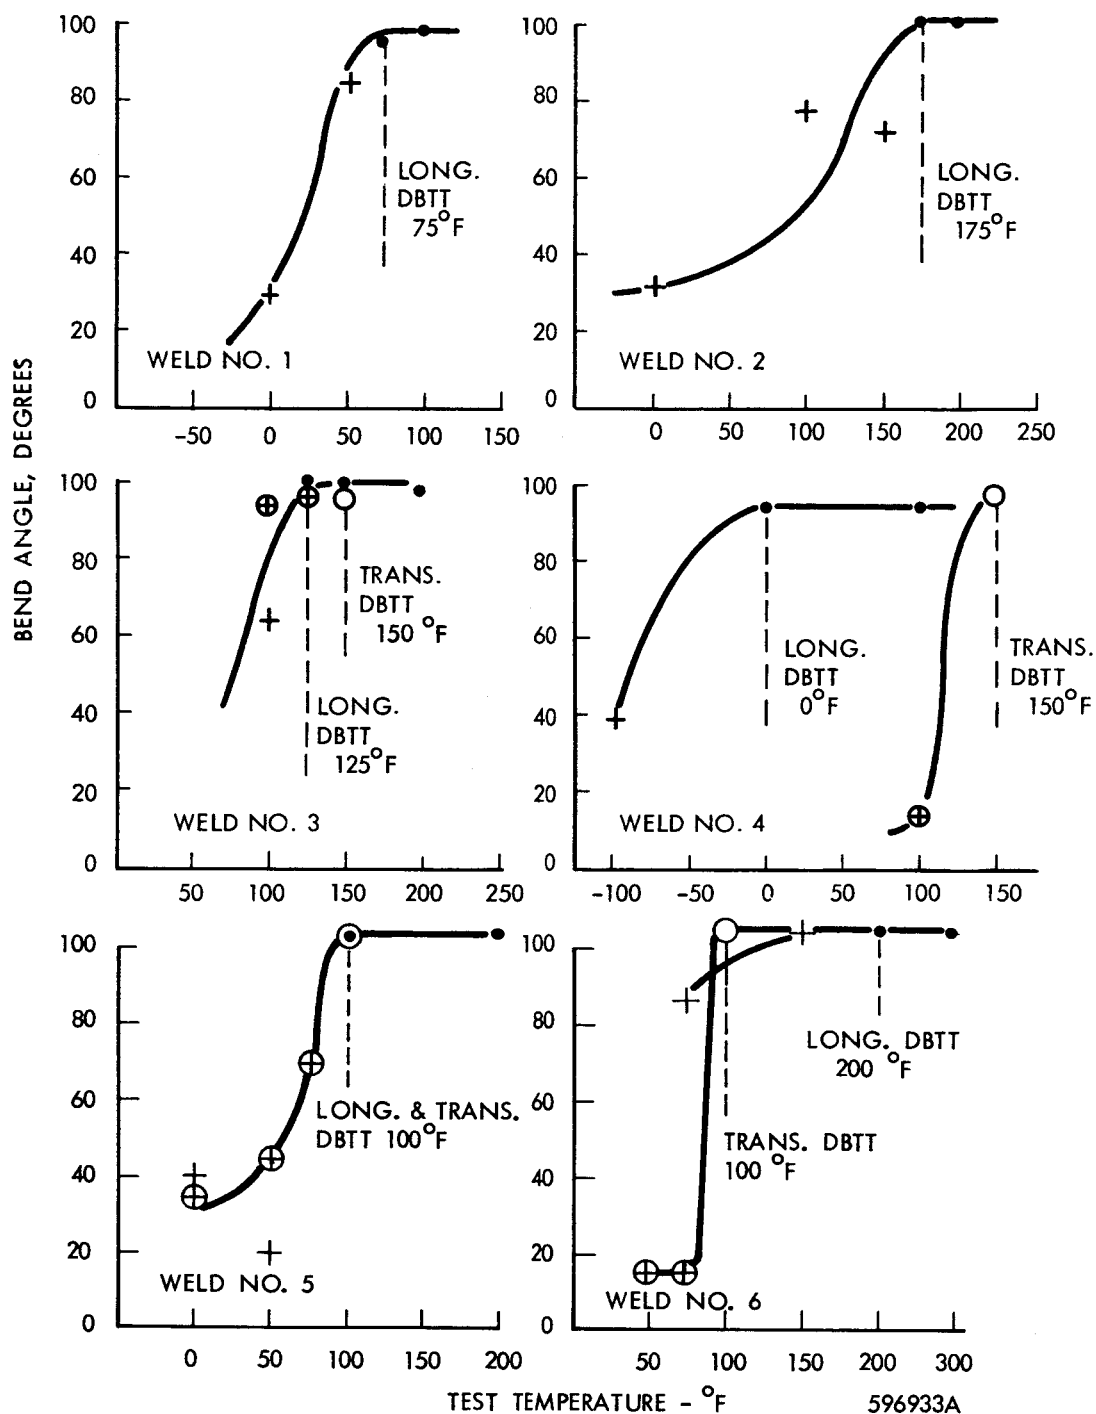 BEND ANGLE, DEGREES
100
80
60
40
20
0
-50 0 50 100 150
LONG.
DBTT
75°F
WELD NO. 1
100
80
60
40
20
0
0 50 100 150 200 250
LONG.
DBTT
175°F
WELD NO. 2
100
80
60
40
20
0
50 100 150 200 250
TRANS.
DBTT
150 °F
LONG.
DBTT
125°F
WELD NO. 3
100
80
60
40
20
0
-100 -50 0 50 100 150
LONG.
DBTT
0°F
TRANS.
DBTT
150°F
WELD NO. 4
100
80
60
40
20
0
0 50 100 150 200
LONG. & TRANS.
DBTT 100°F
WELD NO. 5
100
80
60
40
20
0
50 100 150 200 300
LONG. DBTT
200 °F
TRANS. DBTT
100 °F
WELD NO. 6
TEST TEMPERATURE - °F
596933A